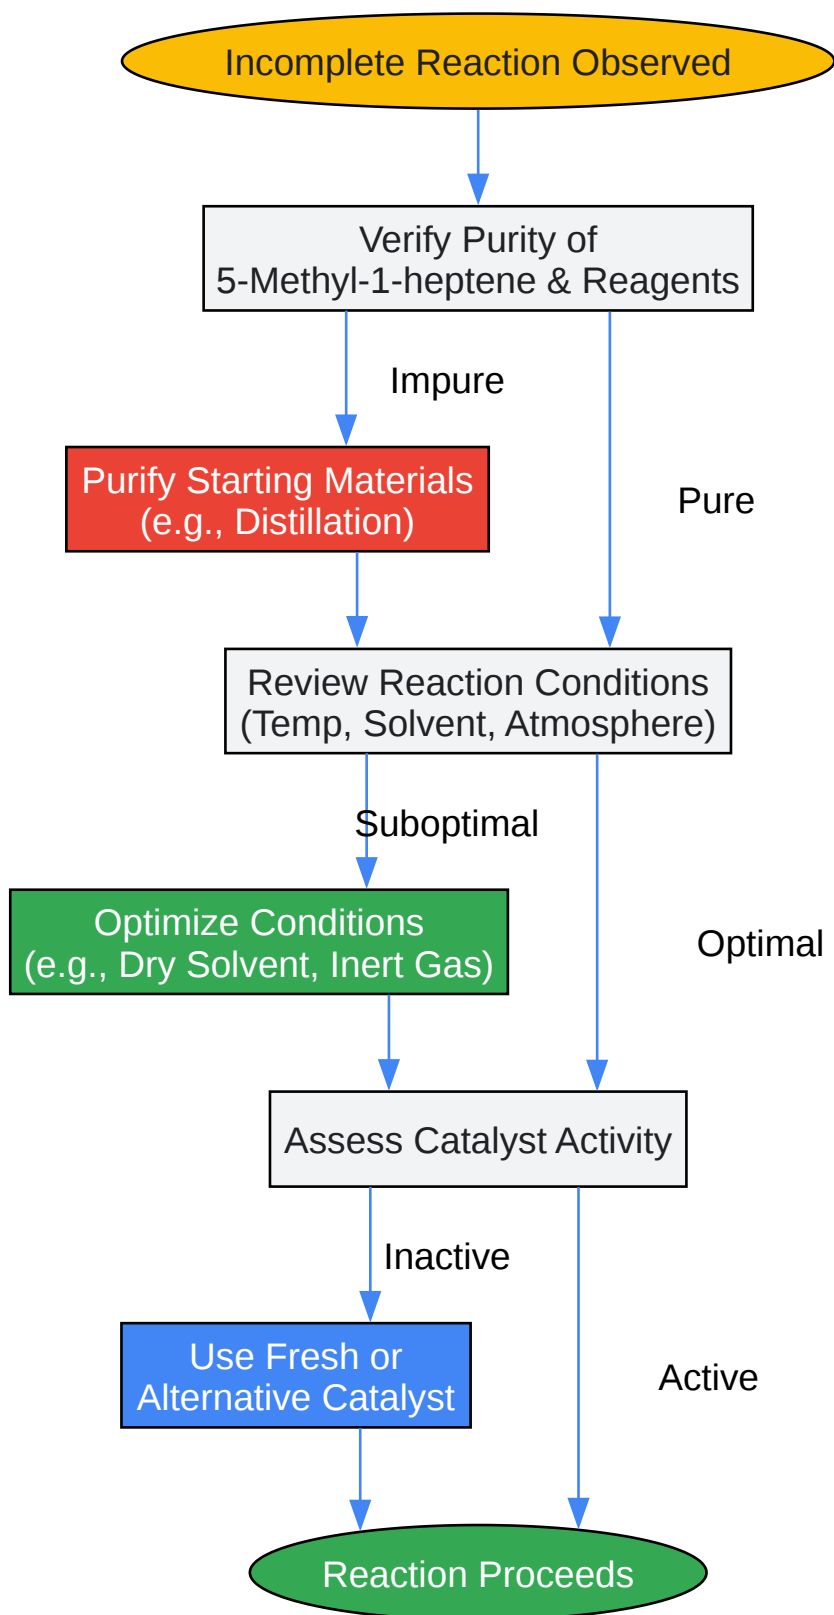 Incomplete Reaction Observed
Verify Purity of
5-Methyl-1-heptene & Reagents
Impure
Purify Starting Materials
(e.g., Distillation)
Pure
Review Reaction Conditions
(Temp, Solvent, Atmosphere)
Suboptimal
Optimize Conditions
(e.g., Dry Solvent, Inert Gas)
Optimal
Assess Catalyst Activity
Inactive
Use Fresh or
Alternative Catalyst
Active
Reaction Proceeds